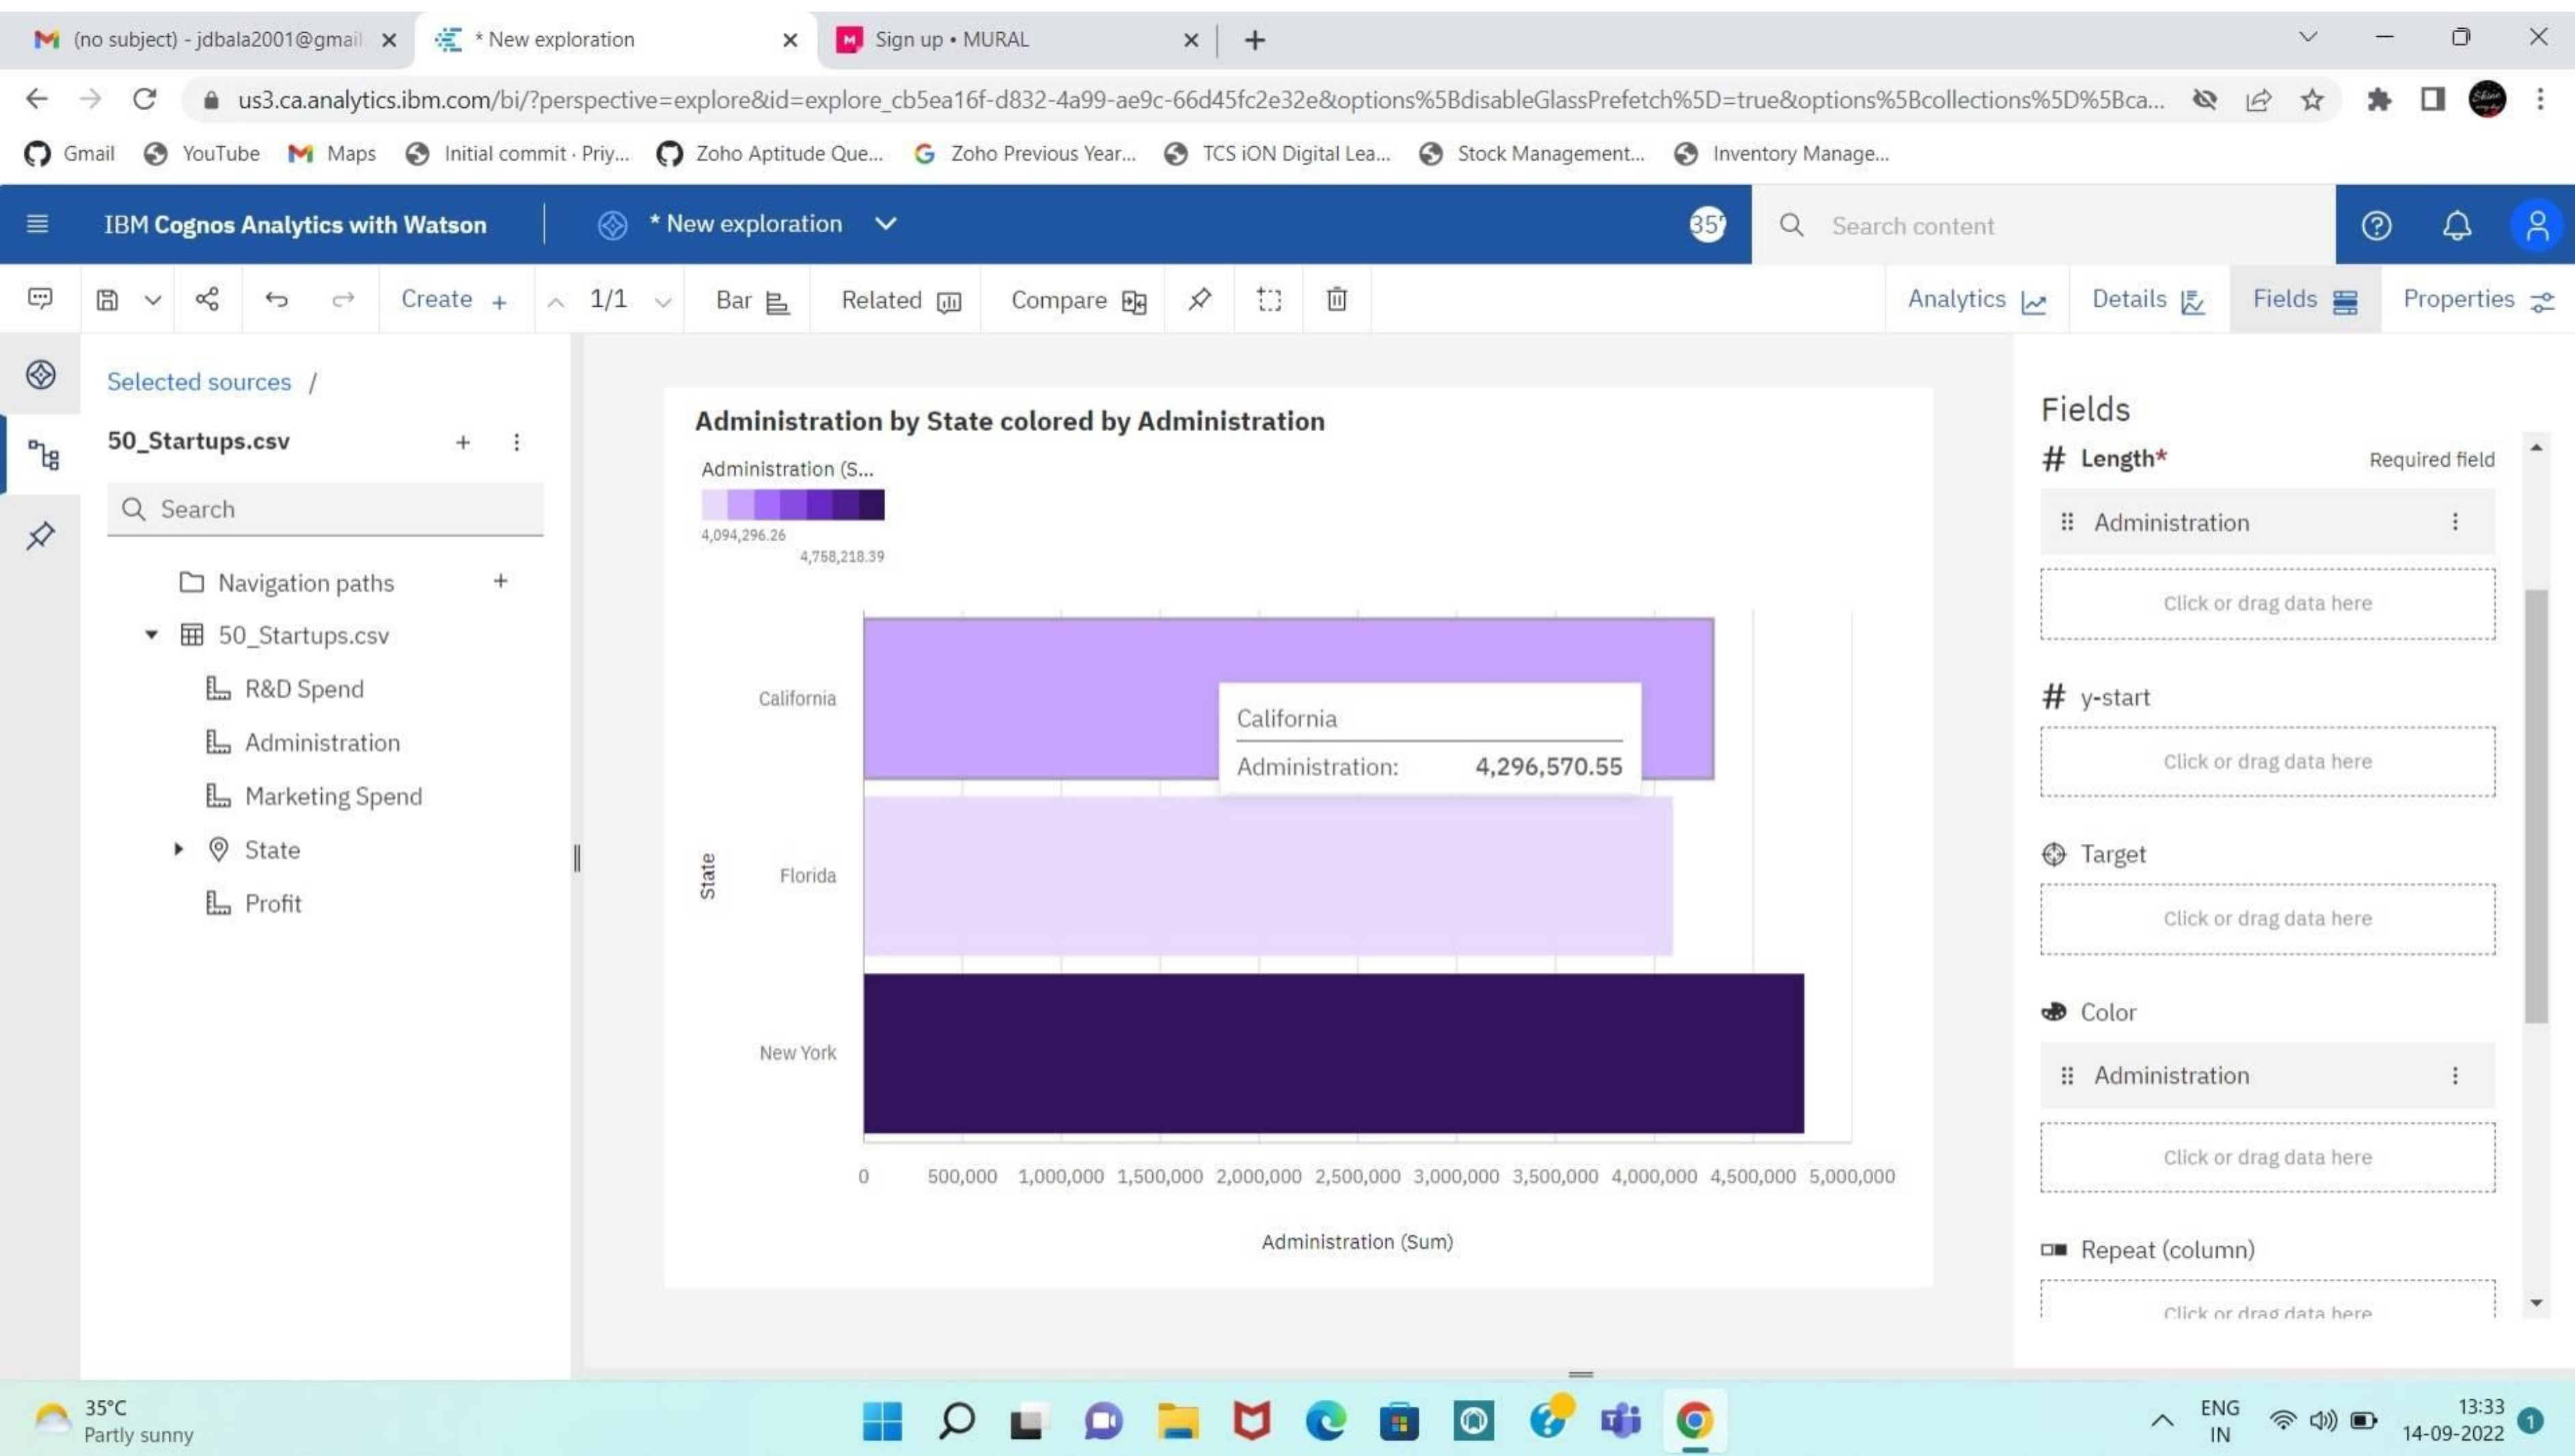 (no subject) - jdbala2001@gmail
* New exploration
Sign up • MURAL
us3.ca.analytics.ibm.com/bi/?perspective=explore&id=explore_cb5ea16f-d832-4a99-ae9c-66d45fc2e32e&options%5BdisableGlassPrefetch%5D=true&options%5Bcollections%5D%5Bca...
Gmail YouTube Maps Initial commit · Priy... Zoho Aptitude Que... Zoho Previous Year... TCS iON Digital Lea... Stock Management... Inventory Manage...
IBM Cognos Analytics with Watson
* New exploration
Search content
Create +
1/1
Bar
Related
Compare
Analytics
Details
Fields
Properties
Selected sources /
50_Startups.csv
Search
Navigation paths
50_Startups.csv
R&D Spend
Administration
Marketing Spend
State
Profit
Administration by State colored by Administration
Administration (S...
4,094,296.26
4,758,218.39
State
California
Florida
New York
California
Administration: 4,296,570.55
0 500,000 1,000,000 1,500,000 2,000,000 2,500,000 3,000,000 3,500,000 4,000,000 4,500,000 5,000,000
Administration (Sum)
Fields
# Length* Required field
Administration
Click or drag data here
# y-start
Click or drag data here
Target
Click or drag data here
Color
Administration
Click or drag data here
Repeat (column)
Click or drag data here
35°C
Partly sunny
ENG
IN
13:33
14-09-2022
1